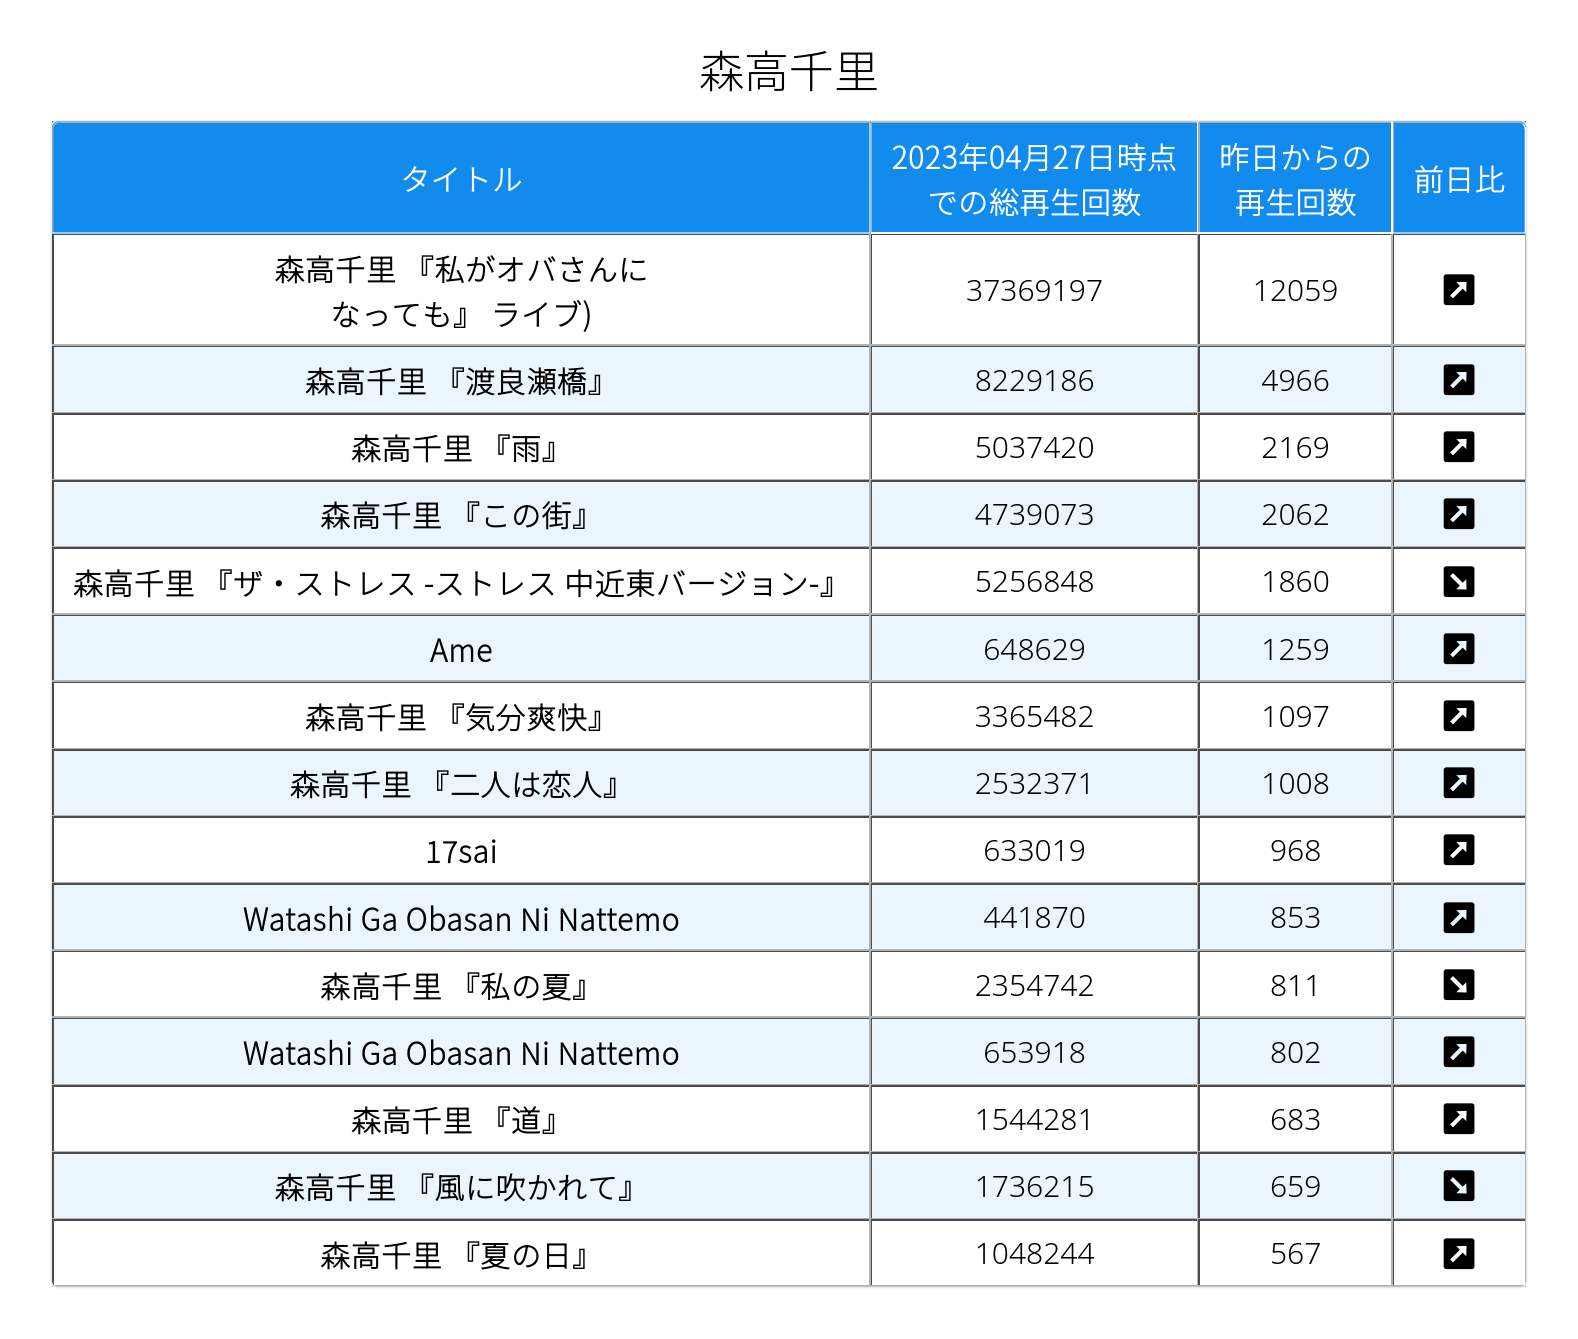 森高千里
タイトル
2023年04月27日時点
での総再生回数
昨日からの
再生回数
前日比
森高千里 『私がオバさんに
なっても』 ライブ)
37369197
12059
森高千里 『渡良瀬橋』
8229186
4966
森高千里 『雨』
5037420
2169
森高千里 『この街』
4739073
2062
森高千里 『ザ・ストレス -ストレス 中近東バージョン-』
5256848
1860
Ame
648629
1259
森高千里 『気分爽快』
3365482
1097
森高千里 『二人は恋人』
2532371
1008
17sai
633019
968
Watashi Ga Obasan Ni Nattemo
441870
853
森高千里 『私の夏』
2354742
811
Watashi Ga Obasan Ni Nattemo
653918
802
森高千里 『道』
1544281
683
森高千里 『風に吹かれて』
1736215
659
森高千里 『夏の日』
1048244
567